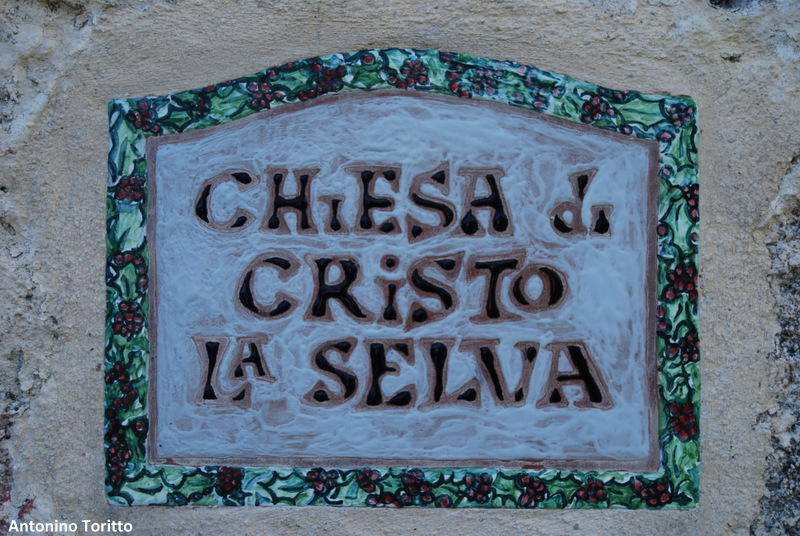 CHiESA di
CRiSTO
LA SELVA
Antonino Toritto